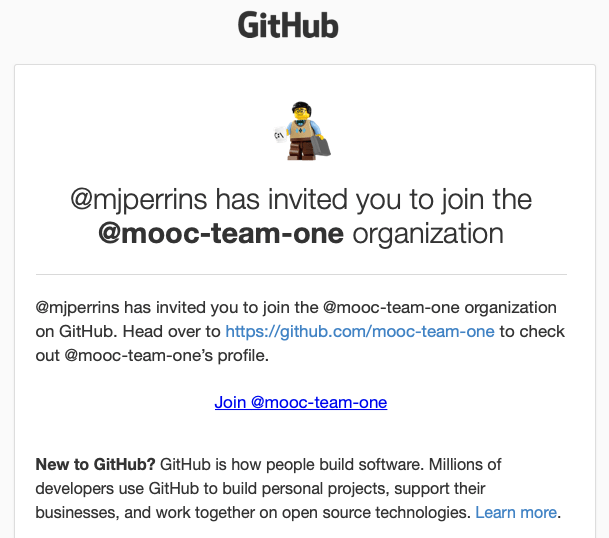 GitHub
@mjperrins has invited you to join the
@mooc-team-one organization
@mjperrins has invited you to join the @mooc-team-one organization
on GitHub. Head over to https://github.com/mooc-team-one to check
out @mooc-team-one’s profile.
Join @mooc-team-one
New to GitHub? GitHub is how people build software. Millions of
developers use GitHub to build personal projects, support their
businesses, and work together on open source technologies. Learn more.